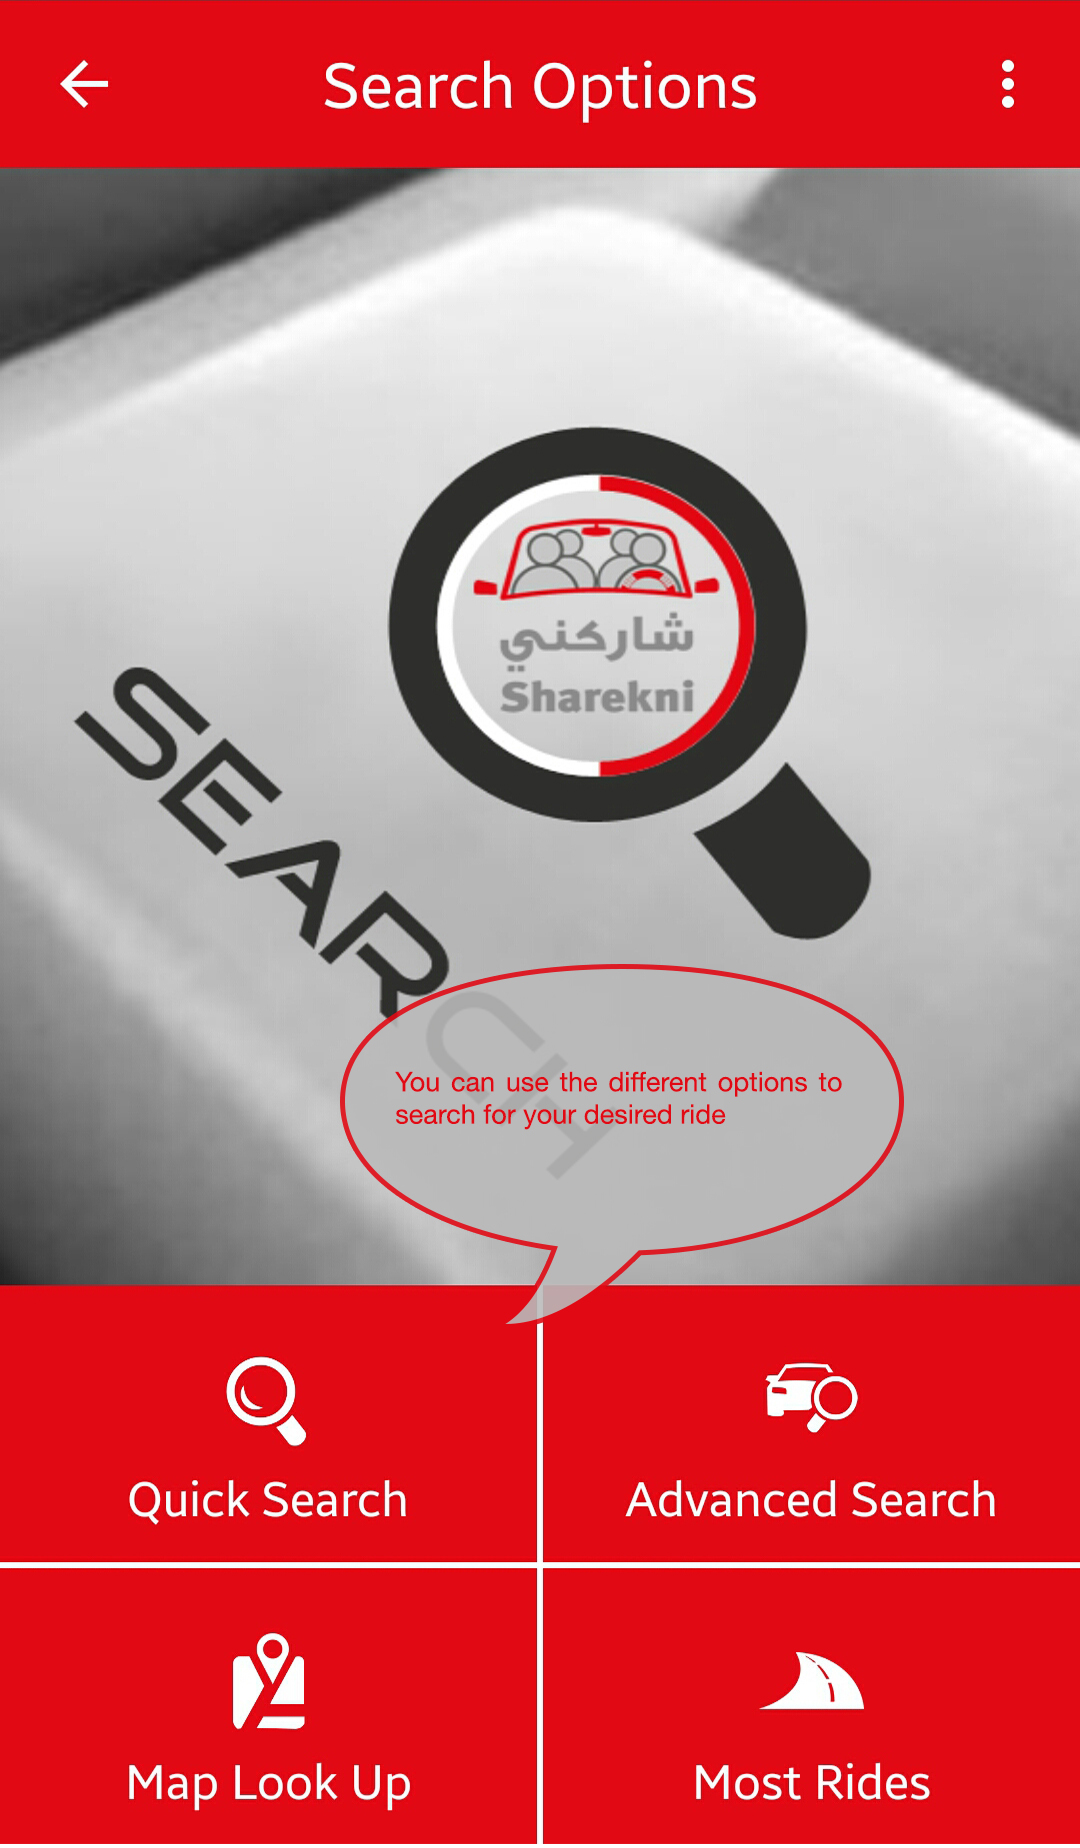 Search Options
شاركني
Sharekni
SEARCH
You can use the different options to
search for your desired ride
Quick Search
Advanced Search
Map Look Up
Most Rides